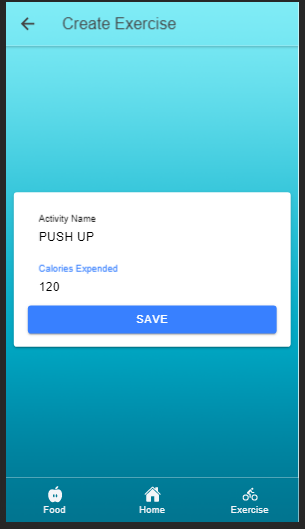 Create Exercise
Activity Name
PUSH UP
Calories Expended
120
SAVE
Food Home Exercise